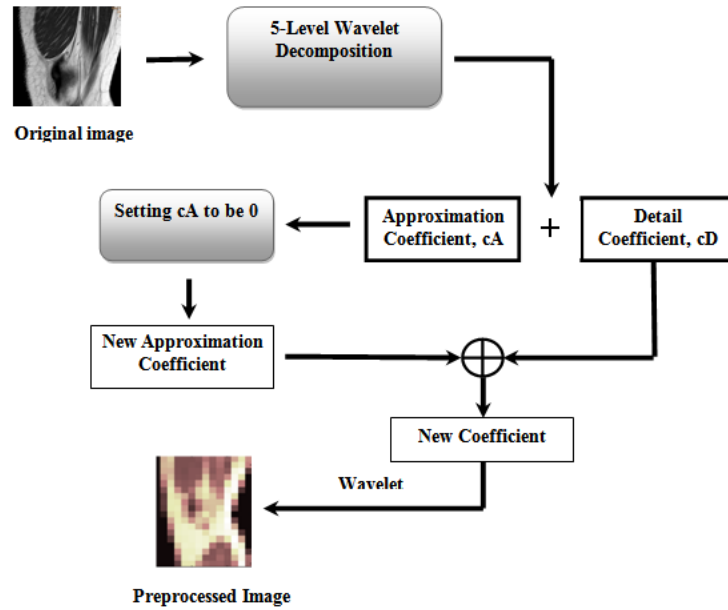 5-Level Wavelet
Decomposition
Original image
Setting cA to be 0
Approximation
Coefficient, cA
+
Detail
Coefficient, cD
New Approximation
Coefficient
New Coefficient
Wavelet
Preprocessed Image